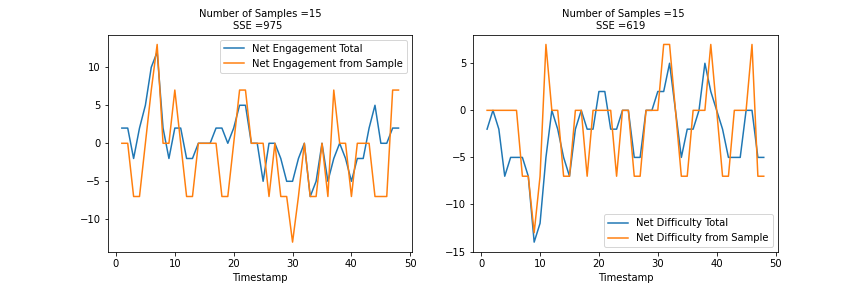 Number of Samples =15
SSE =975
Net Engagement Total
Net Engagement from Sample
10
5
0
−5
−10
0
10
20
30
40
50
Timestamp
Number of Samples =15
SSE =619
5
0
−5
−10
−15
Net Difficulty Total
Net Difficulty from Sample
0
10
20
30
40
50
Timestamp